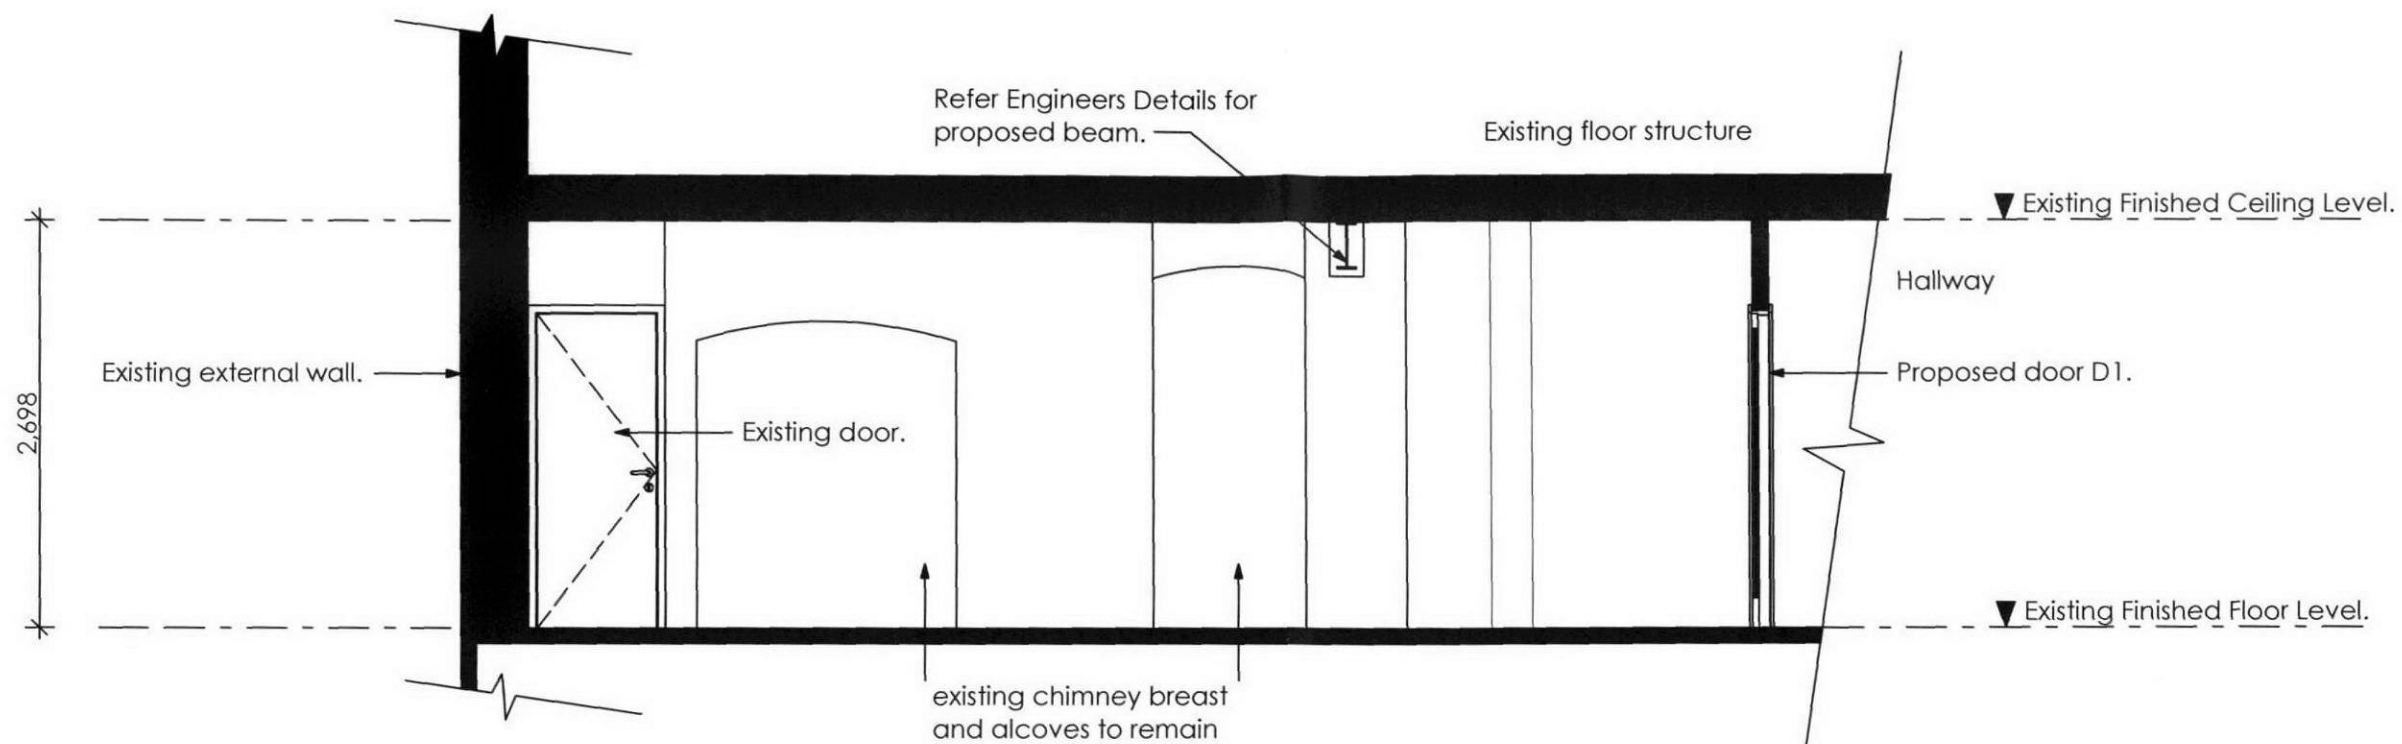 Refer Engineers Details for
proposed beam.
Existing floor structure
Existing Finished Ceiling Level.
Hallway
Existing external wall.
Proposed door D1.
2,698
Existing door.
Existing Finished Floor Level.
existing chimney breast
and alcoves to remain